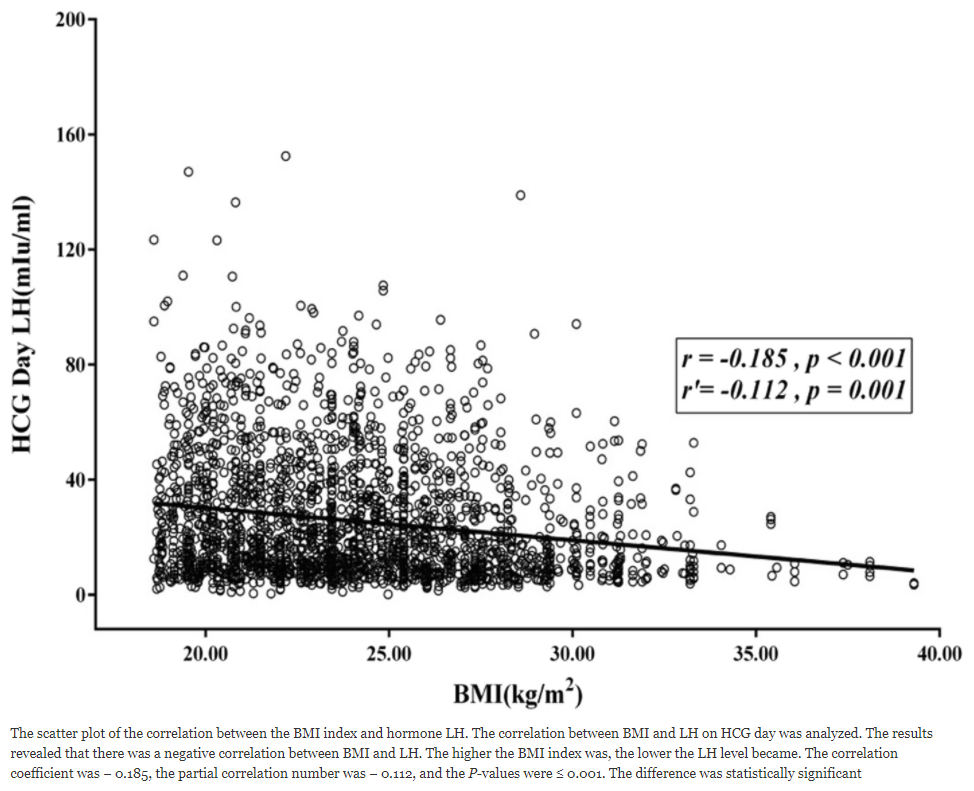 200
160
120
80
40
0
HCG Day LH(mIu/ml)
r = -0.185 , p < 0.001
r'= -0.112 , p = 0.001
20.00 25.00 30.00 35.00 40.00
BMI(kg/m²)
The scatter plot of the correlation between the BMI index and hormone LH. The correlation between BMI and LH on HCG day was analyzed. The results
revealed that there was a negative correlation between BMI and LH. The higher the BMI index was, the lower the LH level became. The correlation
coefficient was − 0.185, the partial correlation number was − 0.112, and the P-values were ≤ 0.001. The difference was statistically significant